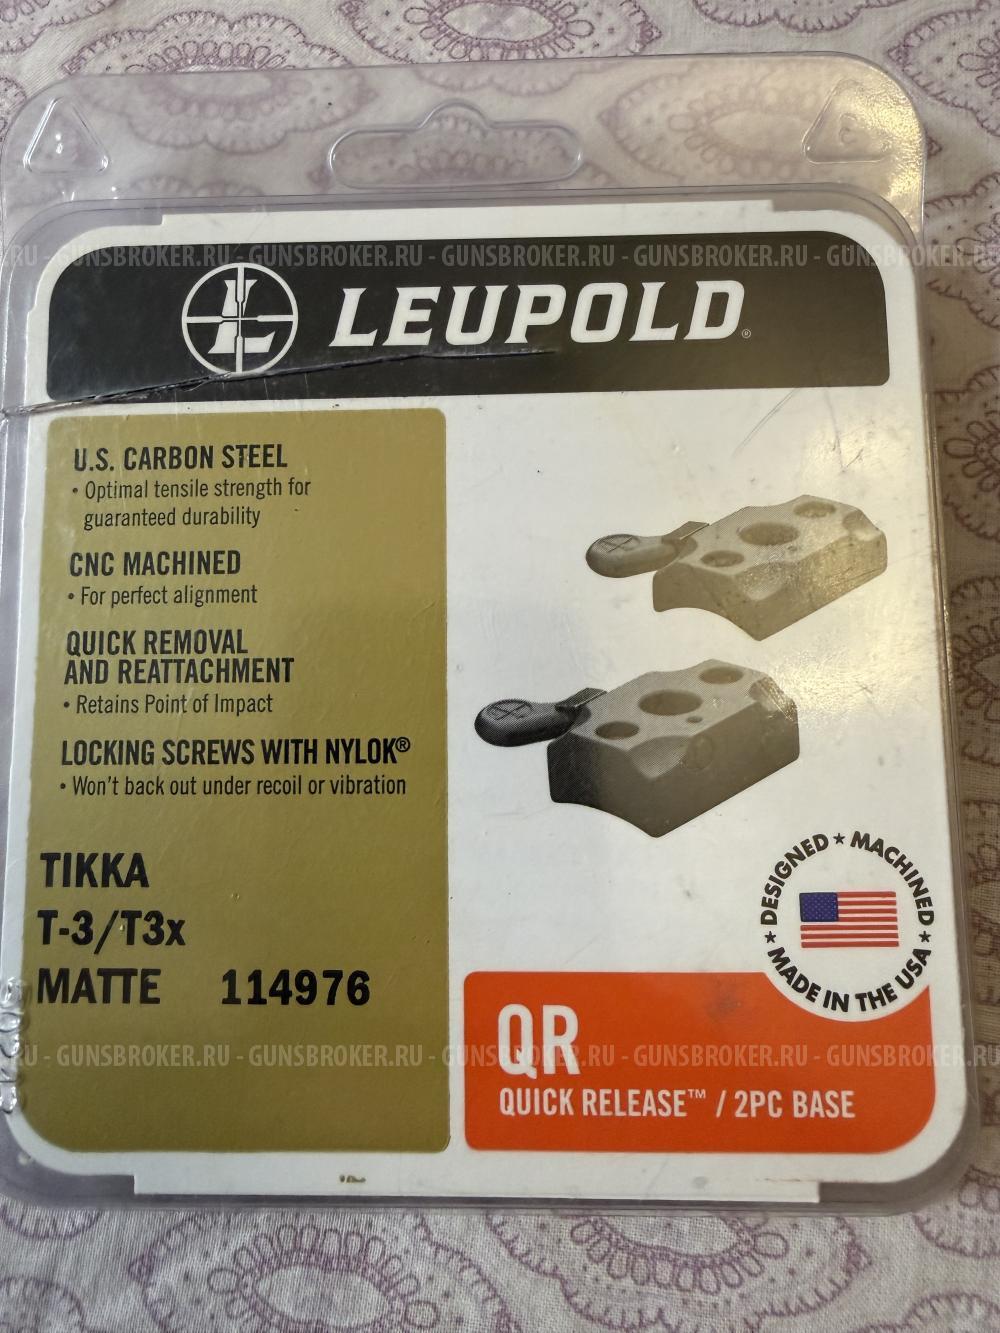 RU - GUNSBROKER.RU - GUNSBROKER.RU - GUNSBROKER.RU - GUNSBROKER.RU - GUNSBROKER.R
LEUPOLD®
U.S. CARBON STEEL
• Optimal tensile strength for
guaranteed durability
CNC MACHINED
• For perfect alignment
QUICK REMOVAL
AND REATTACHMENT
• Retains Point of Impact
LOCKING SCREWS WITH NYLOK®
• Won't back out under recoil or vibration
TIKKA
T-3/T3x
MATTE 114976
★ DESIGNED ★ MACHINED ★
MADE IN THE USA
QR
RU - GUNSBROKER.RU - GUNSBROKER.RU - GUNSBROKER.RU - GUNSBROKER.RU - GUNSBROKER.RU
QUICK RELEASE™ / 2PC BASE